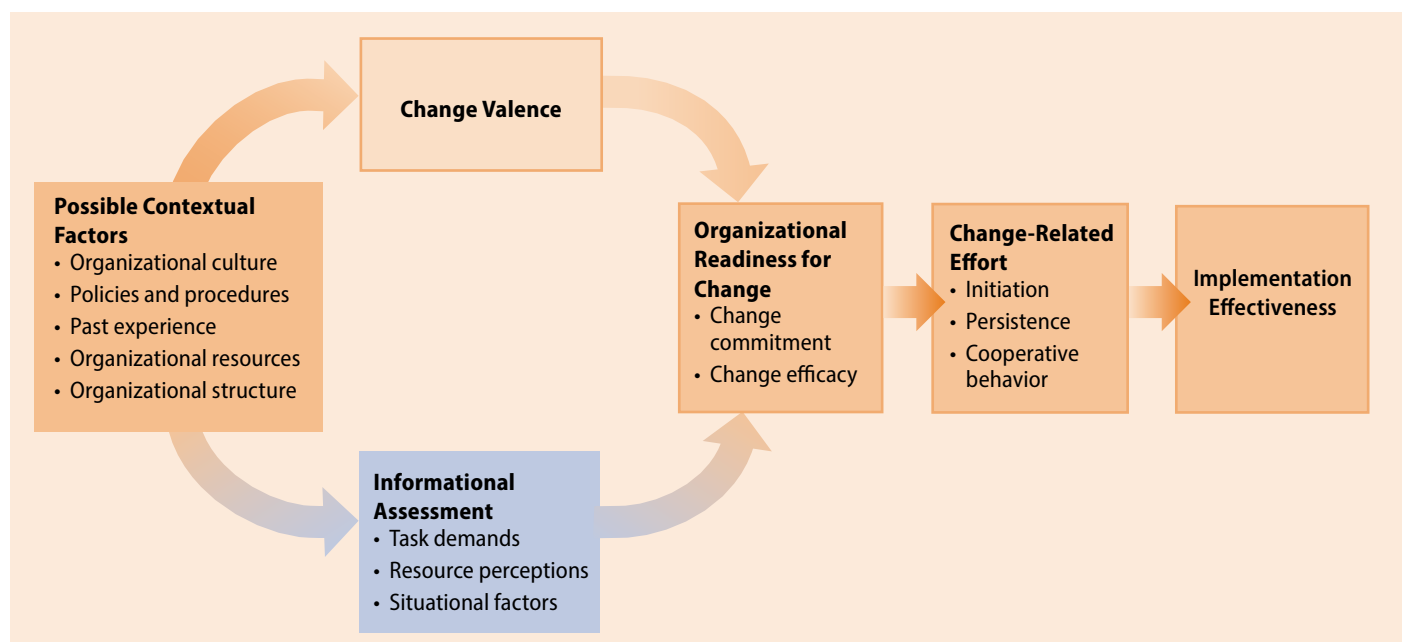 Change Valence
Possible Contextual
Factors
• Organizational culture
• Policies and procedures
• Past experience
• Organizational resources
• Organizational structure
Informational
Assessment
• Task demands
• Resource perceptions
• Situational factors
Organizational
Readiness for
Change
• Change
commitment
• Change efficacy
Change-Related
Effort
• Initiation
• Persistence
• Cooperative
behavior
Implementation
Effectiveness